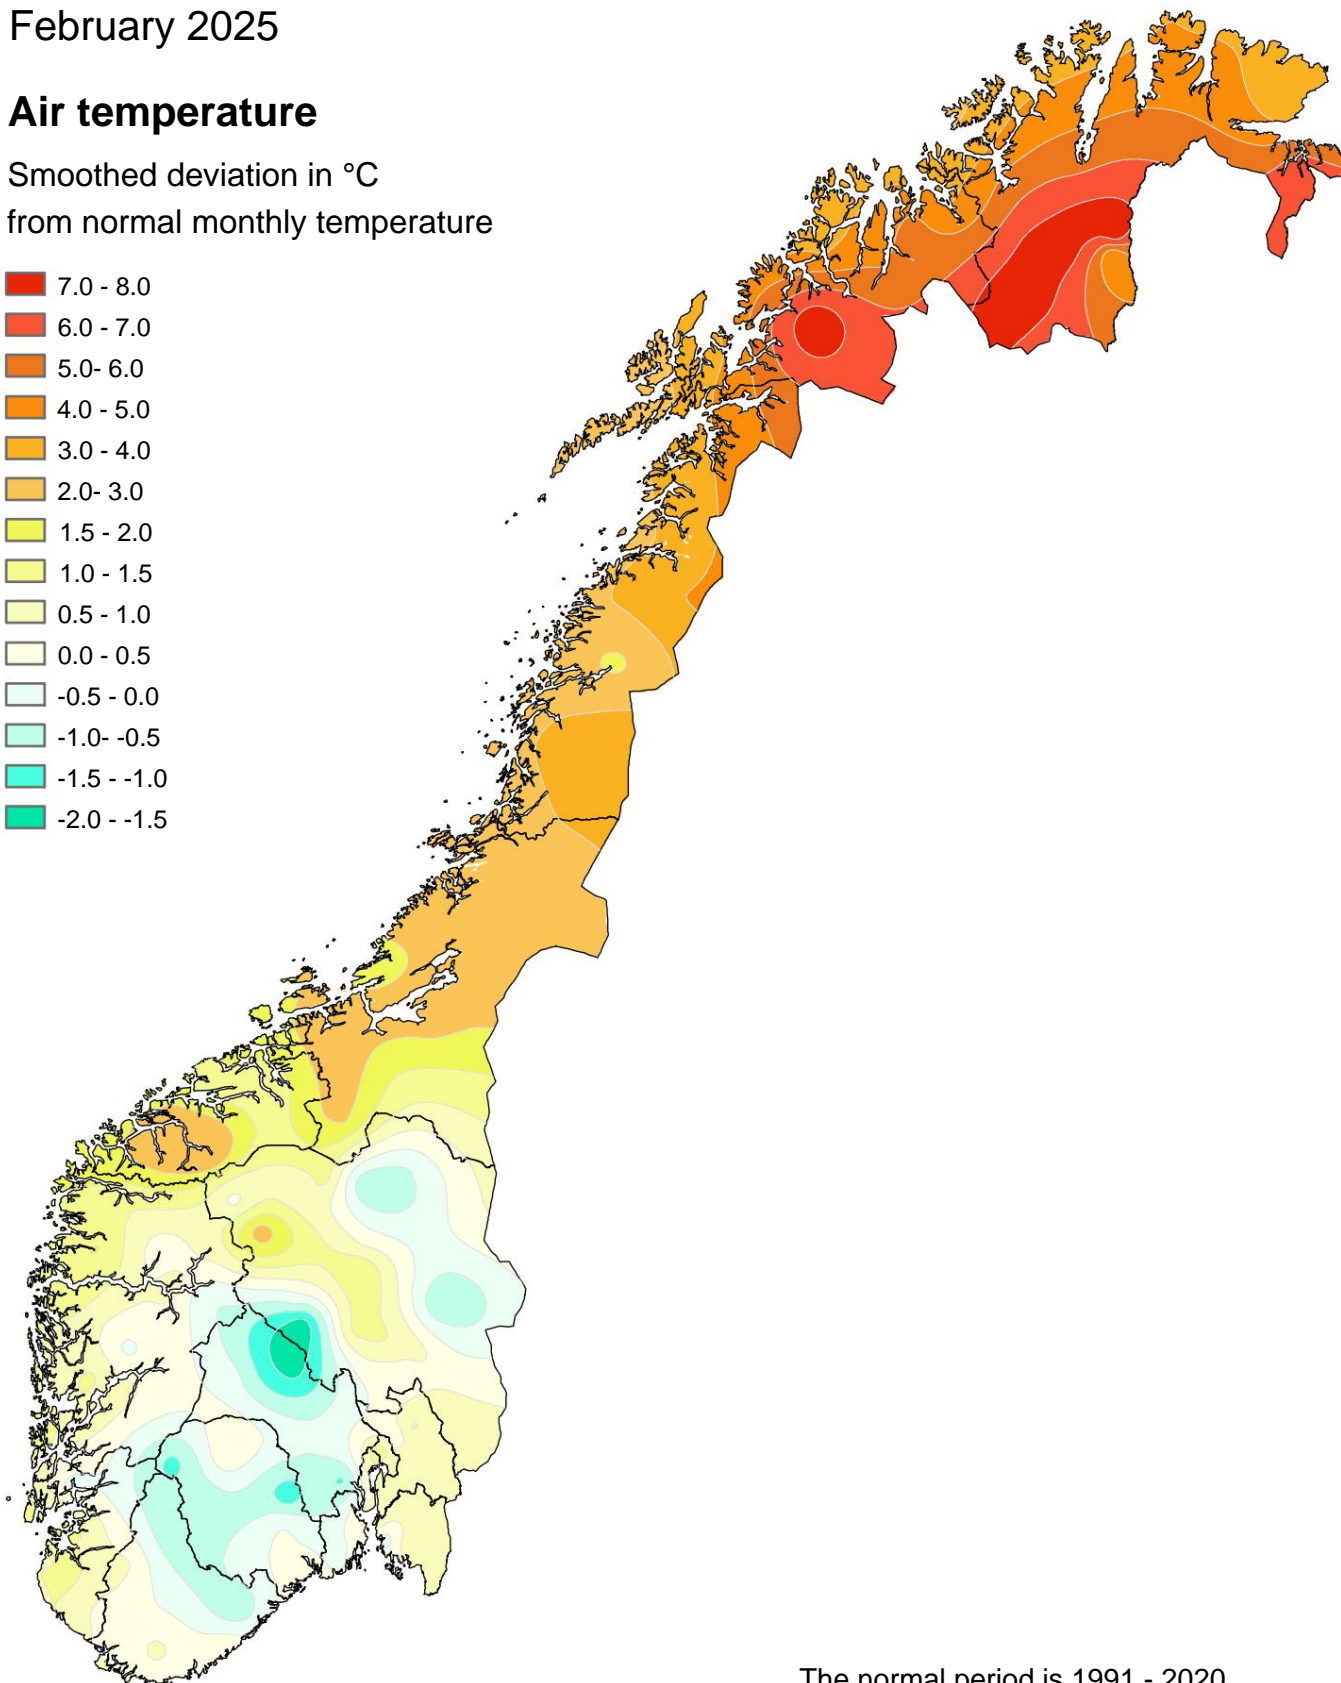 February 2025
Air temperature
Smoothed deviation in °C
from normal monthly temperature
7.0 - 8.0
6.0 - 7.0
5.0- 6.0
4.0 - 5.0
3.0 - 4.0
2.0- 3.0
1.5 - 2.0
1.0 - 1.5
0.5 - 1.0
0.0 - 0.5
-0.5 - 0.0
-1.0- -0.5
-1.5 - -1.0
-2.0 - -1.5
The normal period is 1991 - 2020